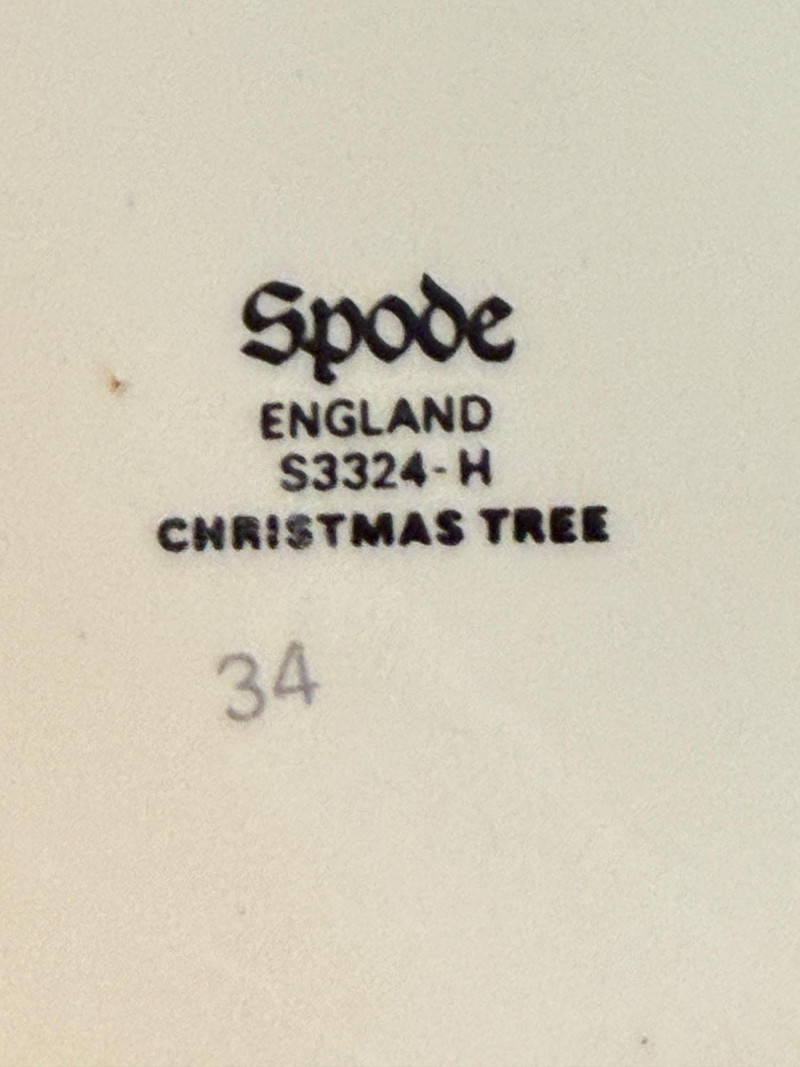 Spode
ENGLAND
S3324-H
CHRISTMAS TREE
34